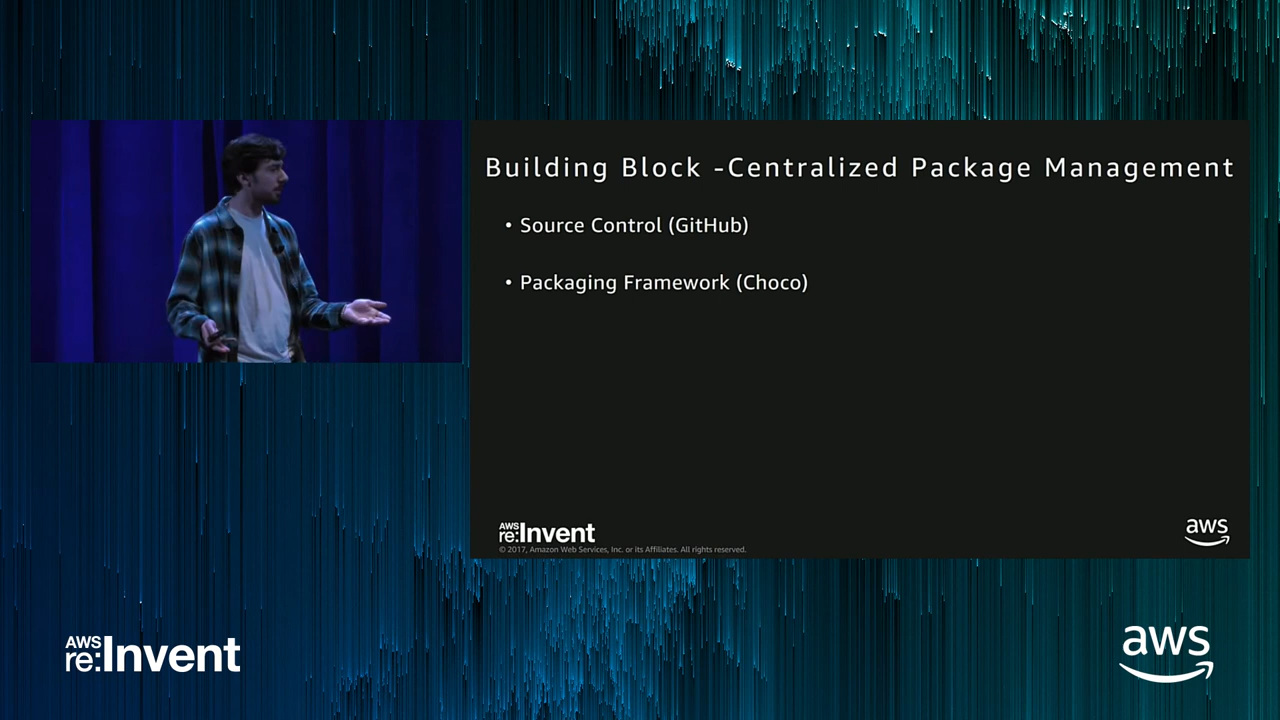 Building Block -Centralized Package Management
• Source Control (GitHub)
• Packaging Framework (Choco)
AWS
re:Invent
© 2017, Amazon Web Services, Inc. or its Affiliates. All rights reserved.
aws
AWS
re:Invent
aws